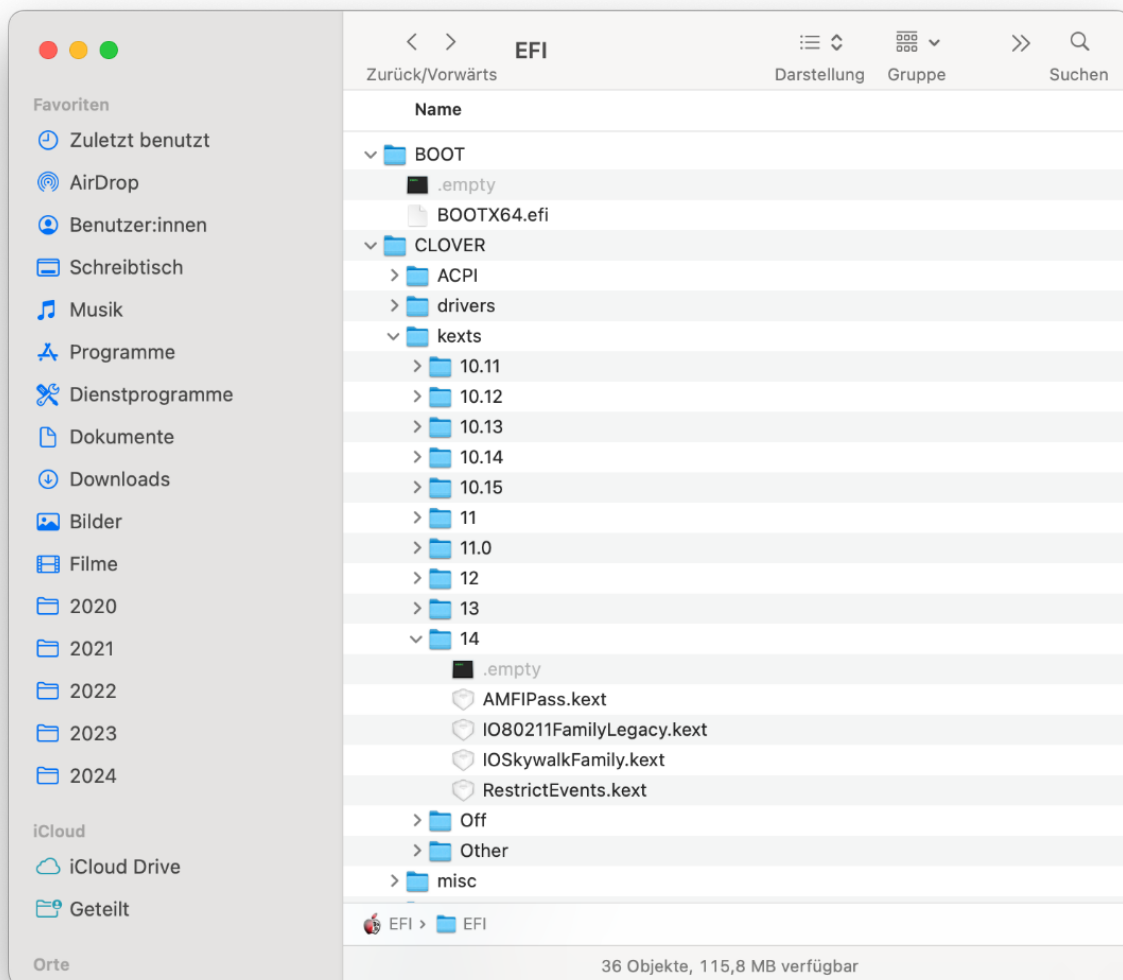 EFI
Zurück/Vorwärts
Darstellung
Gruppe
Suchen
Favoriten
Zuletzt benutzt
AirDrop
Benutzer:innen
Schreibtisch
Musik
Programme
Dienstprogramme
Dokumente
Downloads
Bilder
Filme
2020
2021
2022
2023
2024
iCloud
iCloud Drive
Geteilt
Orte
Name
BOOT
.empty
BOOTX64.efi
CLOVER
ACPI
drivers
kexts
10.11
10.12
10.13
10.14
10.15
11
11.0
12
13
14
.empty
AMFIPass.kext
IO80211FamilyLegacy.kext
IOSkywalkFamily.kext
RestrictEvents.kext
Off
Other
misc
EFI › EFI
36 Objekte, 115,8 MB verfügbar